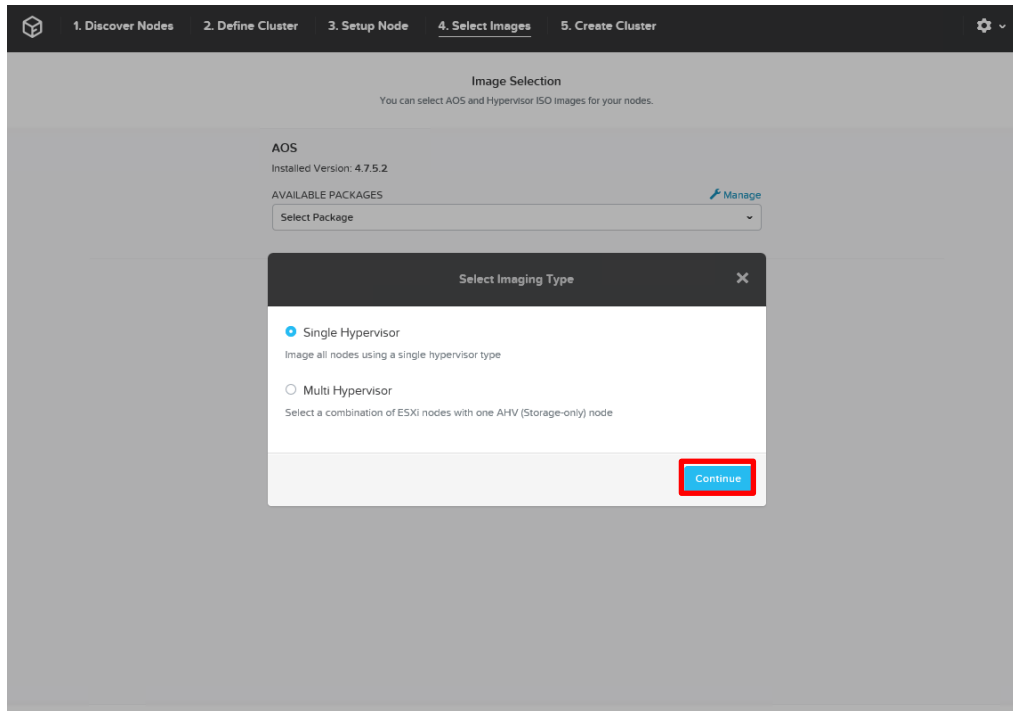 1. Discover Nodes 2. Define Cluster 3. Setup Node 4. Select Images 5. Create Cluster
Image Selection
You can select AOS and Hypervisor ISO images for your nodes.
AOS
Installed Version: 4.7.5.2
AVAILABLE PACKAGES Manage
Select Package
Select Imaging Type
Single Hypervisor
Image all nodes using a single hypervisor type
Multi Hypervisor
Select a combination of ESXi nodes with one AHV (Storage-only) node
Continue